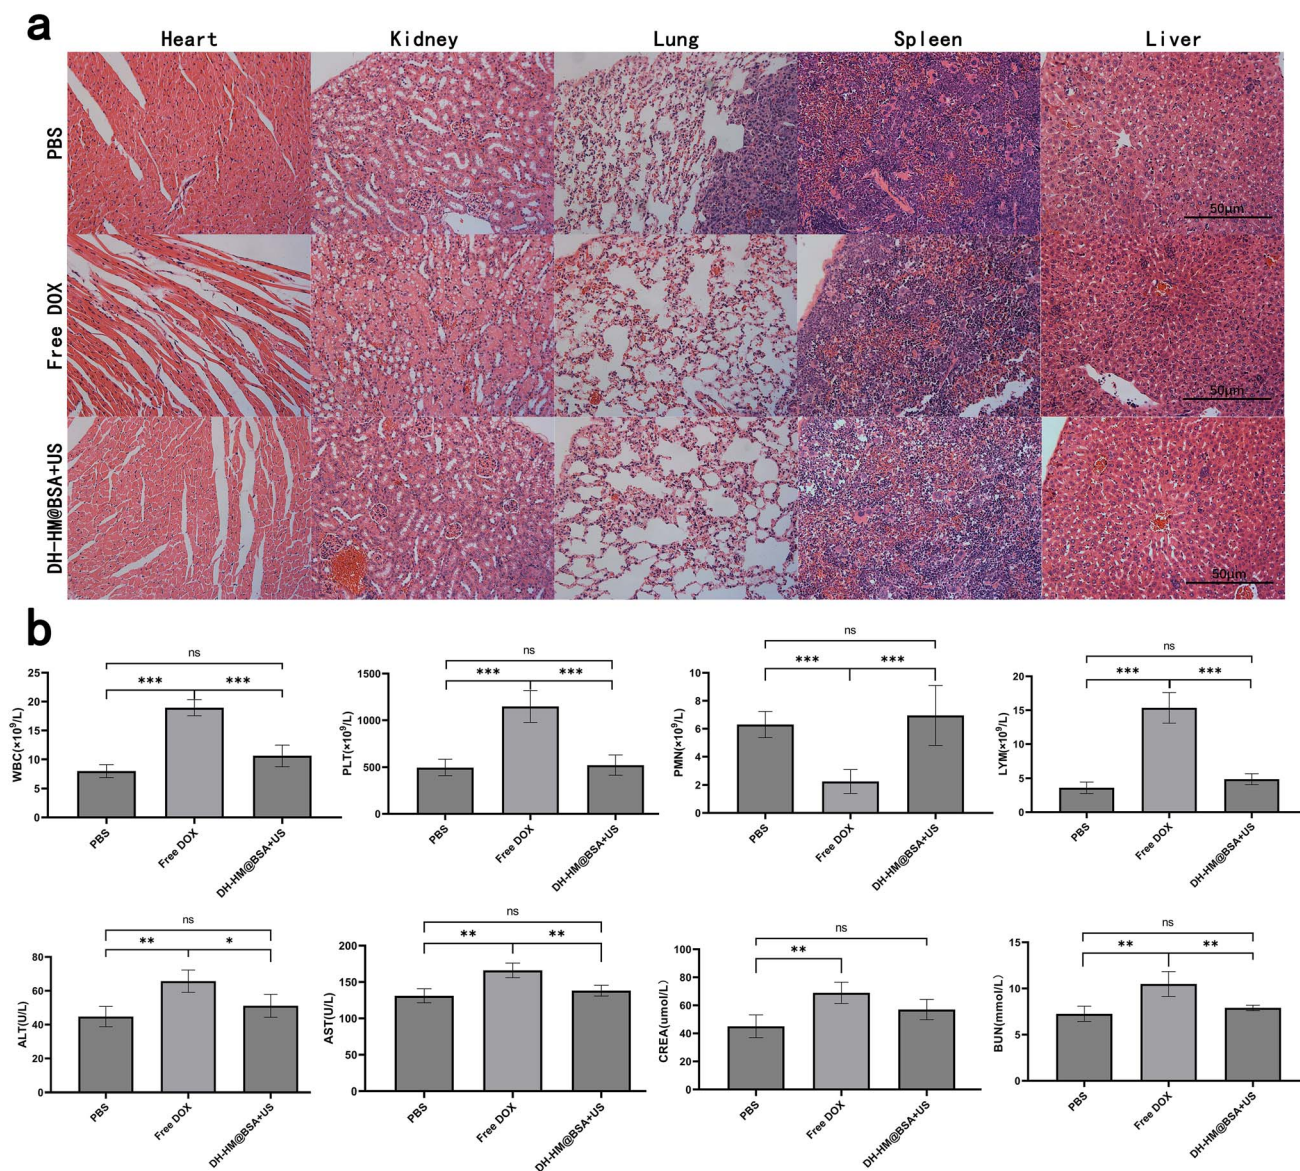 a
Heart Kidney Lung Spleen Liver
PBS
50μm
Free DOX
50μm
DH-HM@BSA+US
50μm
b
ns
*** ***
WBC(×10⁹/L)
25
20
15
10
5
0
PBS Free DOX DH-HM@BSA+US
ns
*** ***
PLT(×10⁹/L)
1500
1000
500
0
PBS Free DOX DH-HM@BSA+US
ns
*** ***
PMN(×10⁹/L)
10
8
6
4
2
0
PBS Free DOX DH-HM@BSA+US
ns
*** ***
LYM(×10⁹/L)
20
15
10
5
0
PBS Free DOX DH-HM@BSA+US
ns
** *
ALT(U/L)
80
60
40
20
0
PBS Free DOX DH-HM@BSA+US
ns
** **
AST(U/L)
200
150
100
50
0
PBS Free DOX DH-HM@BSA+US
ns
**
CREA(umol/L)
100
80
60
40
20
0
PBS Free DOX DH-HM@BSA+US
ns
** **
BUN(mmol/L)
15
10
5
0
PBS Free DOX DH-HM@BSA+US